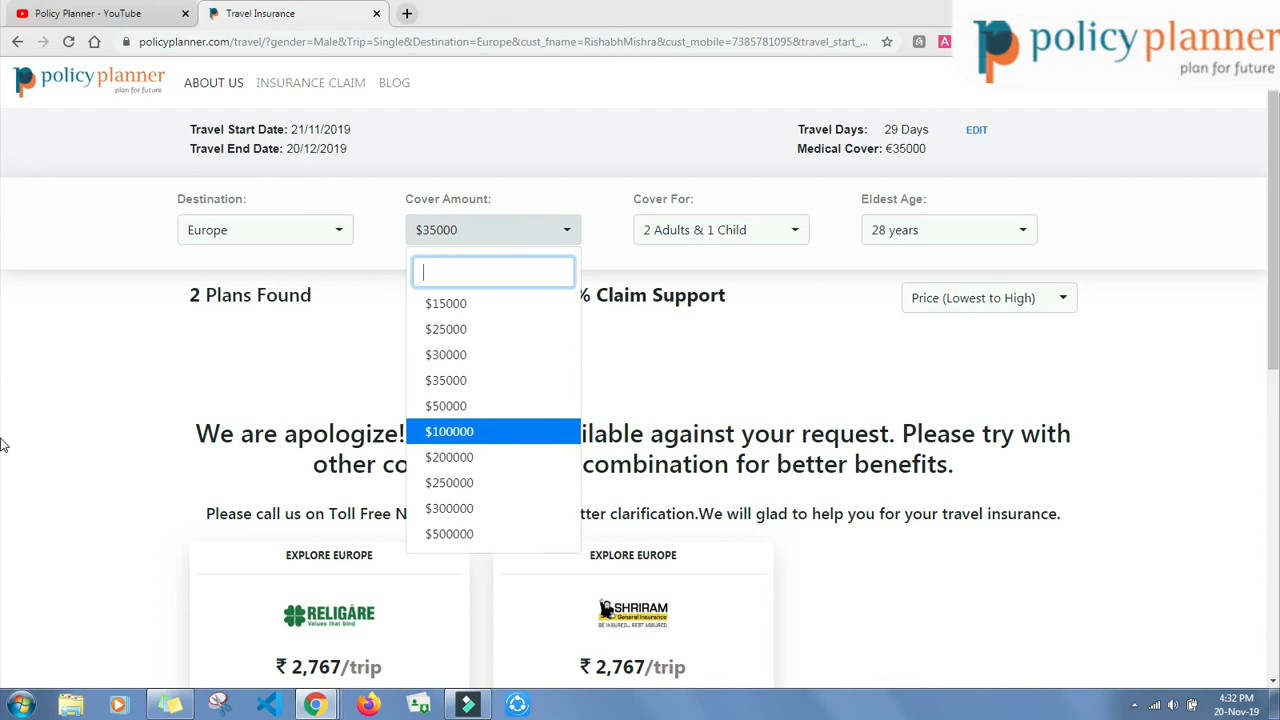 Policy Planner - YouTube
Travel Insurance
policyplanner.com/travel/?gender=Male&Trip=Single&Destination=Europe&cust_fname=RishabhMishra&cust_mobile=7385781095&travel_start_...
policy planner
plan for future
policy planner
plan for future
ABOUT US
INSURANCE CLAIM
BLOG
Travel Start Date: 21/11/2019
Travel End Date: 20/12/2019
Travel Days: 29 Days
EDIT
Medical Cover: €35000
Destination:
Cover Amount:
Cover For:
Eldest Age:
Europe
$35000
2 Adults & 1 Child
28 years
$15000
$25000
$30000
$35000
$50000
$100000
$200000
$250000
$300000
$500000
2 Plans Found
% Claim Support
Price (Lowest to High)
We are apologize! ilable against your request. Please try with
other co combination for better benefits.
Please call us on Toll Free N tter clarification.We will glad to help you for your travel insurance.
EXPLORE EUROPE
RELIGARE
Values that bind
₹ 2,767/trip
EXPLORE EUROPE
SHRIRAM
General Insurance
BE INSURED... REST ASSURED
₹ 2,767/trip
4:32 PM
20-Nov-19